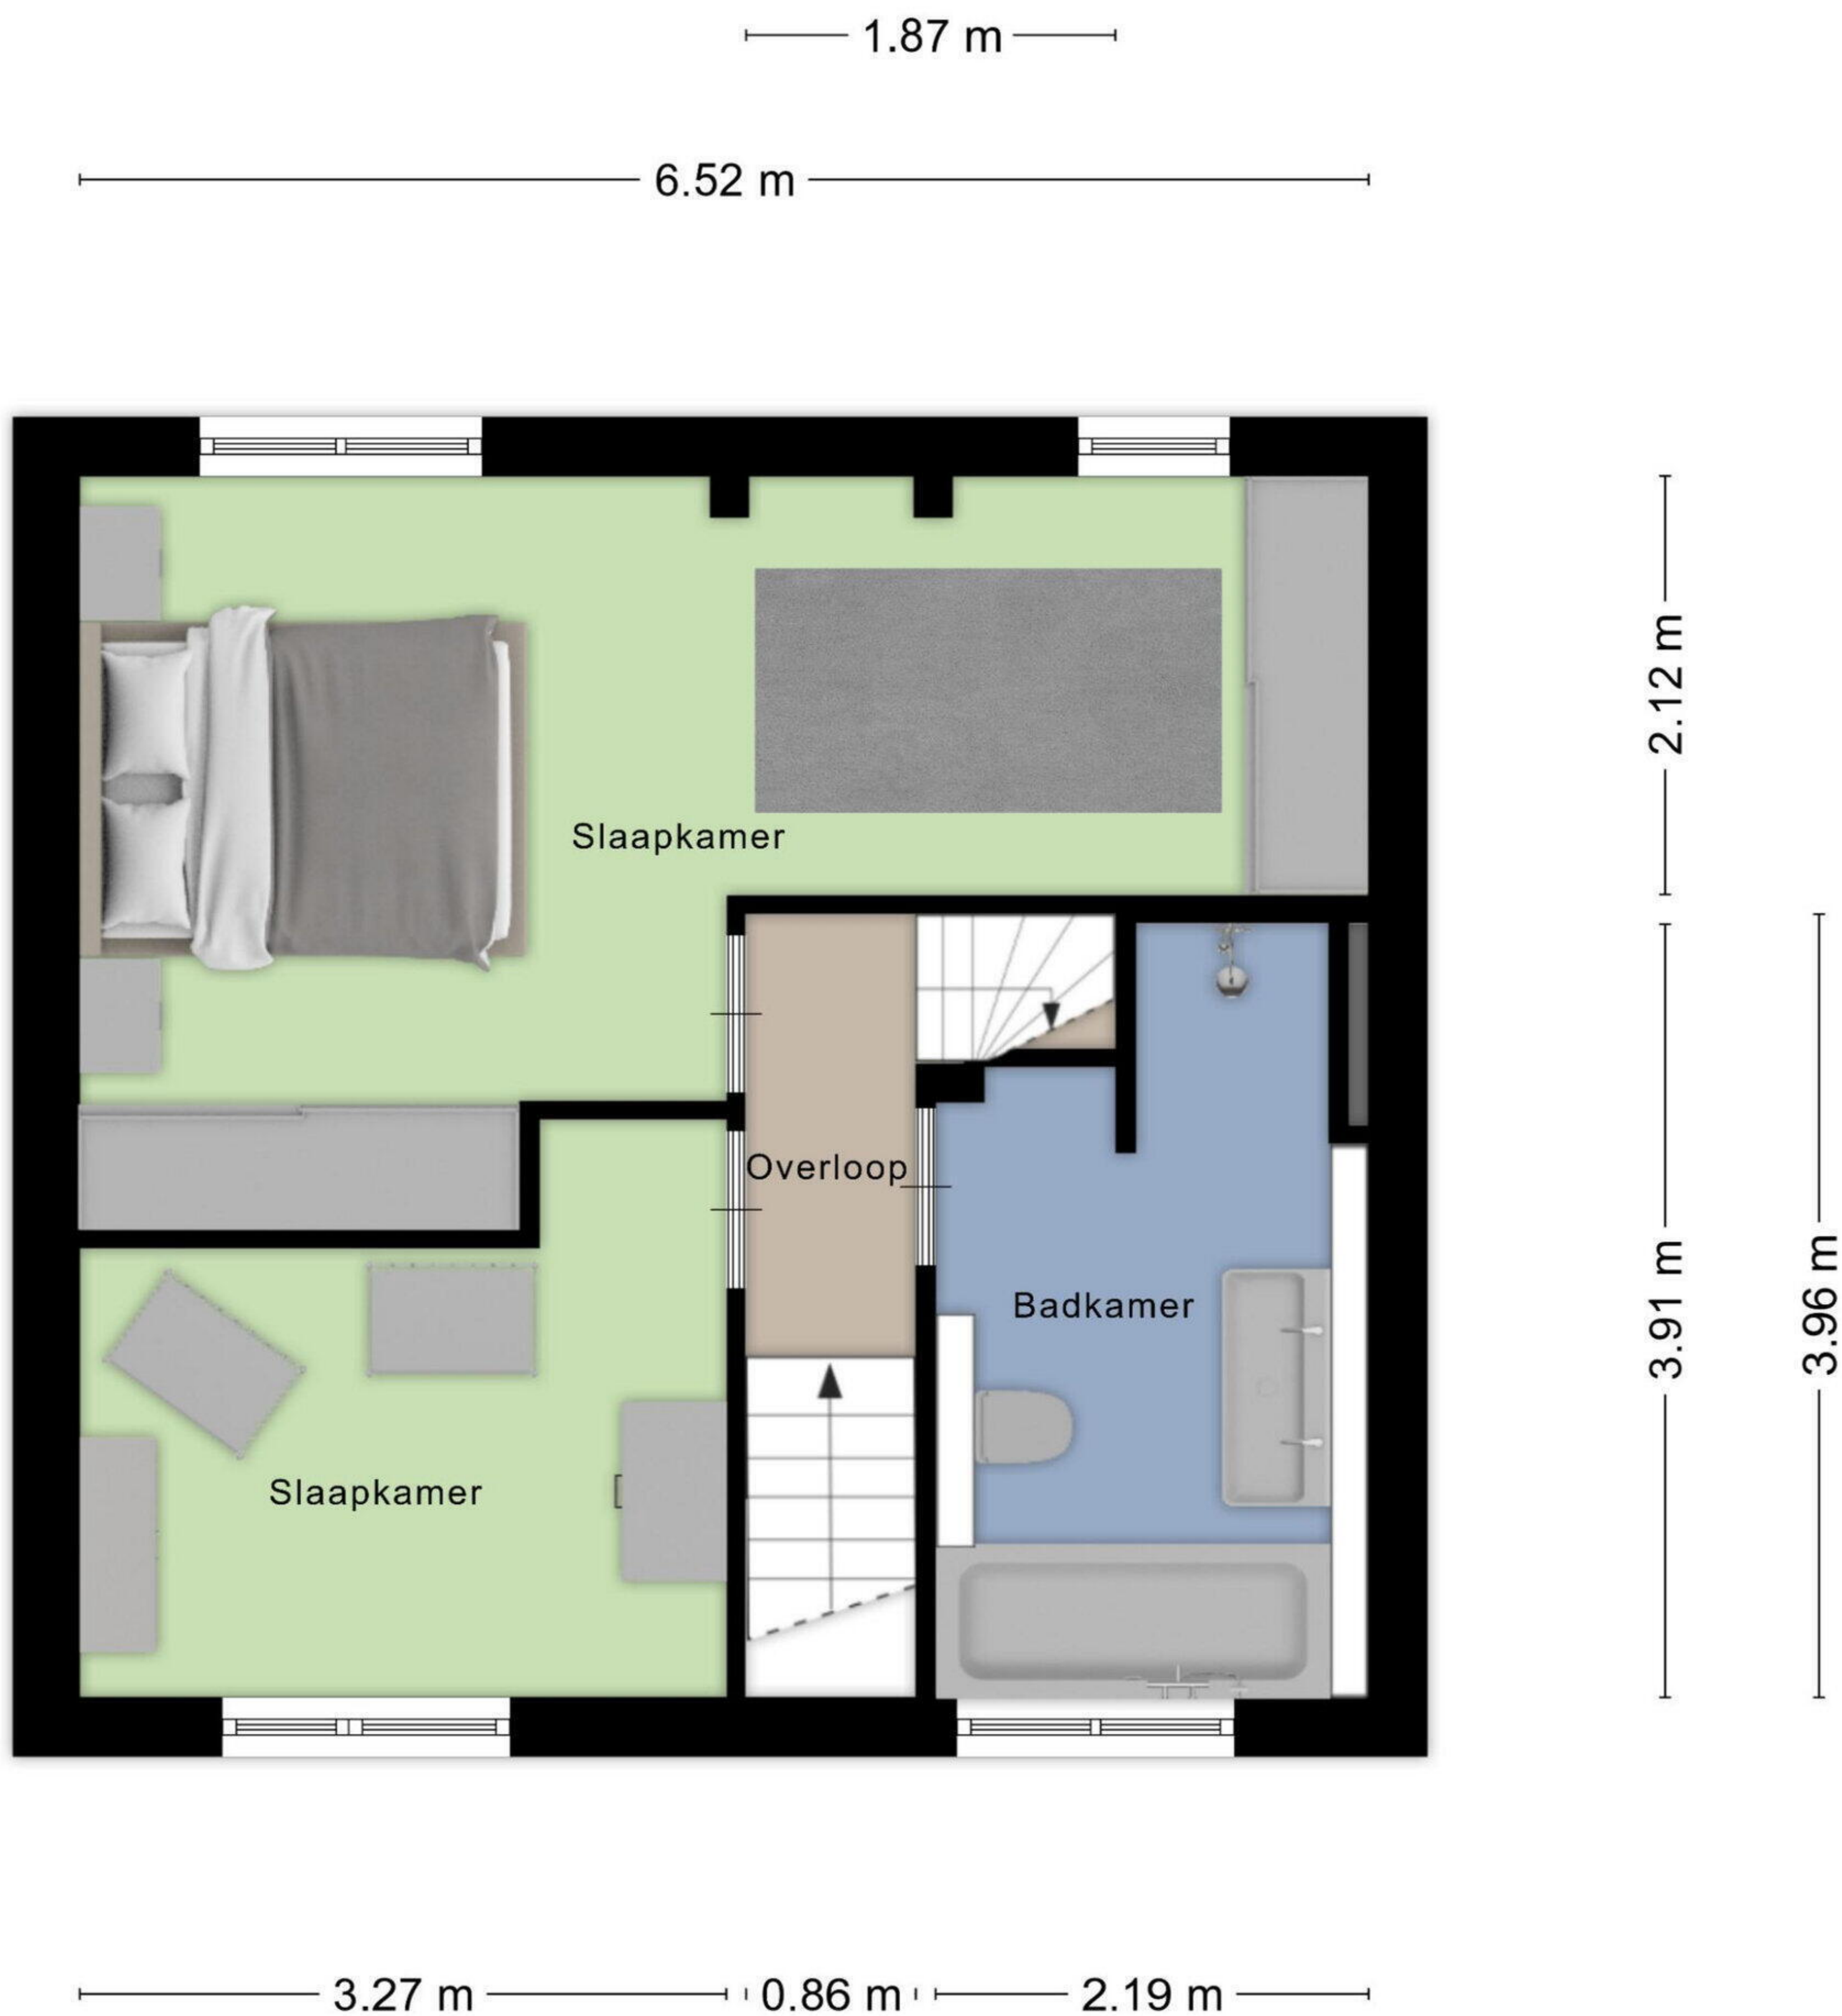 1.87 m
6.52 m
2.12 m
Slaapkamer
Overloop
Badkamer
3.91 m
3.96 m
Slaapkamer
3.27 m
0.86 m
2.19 m